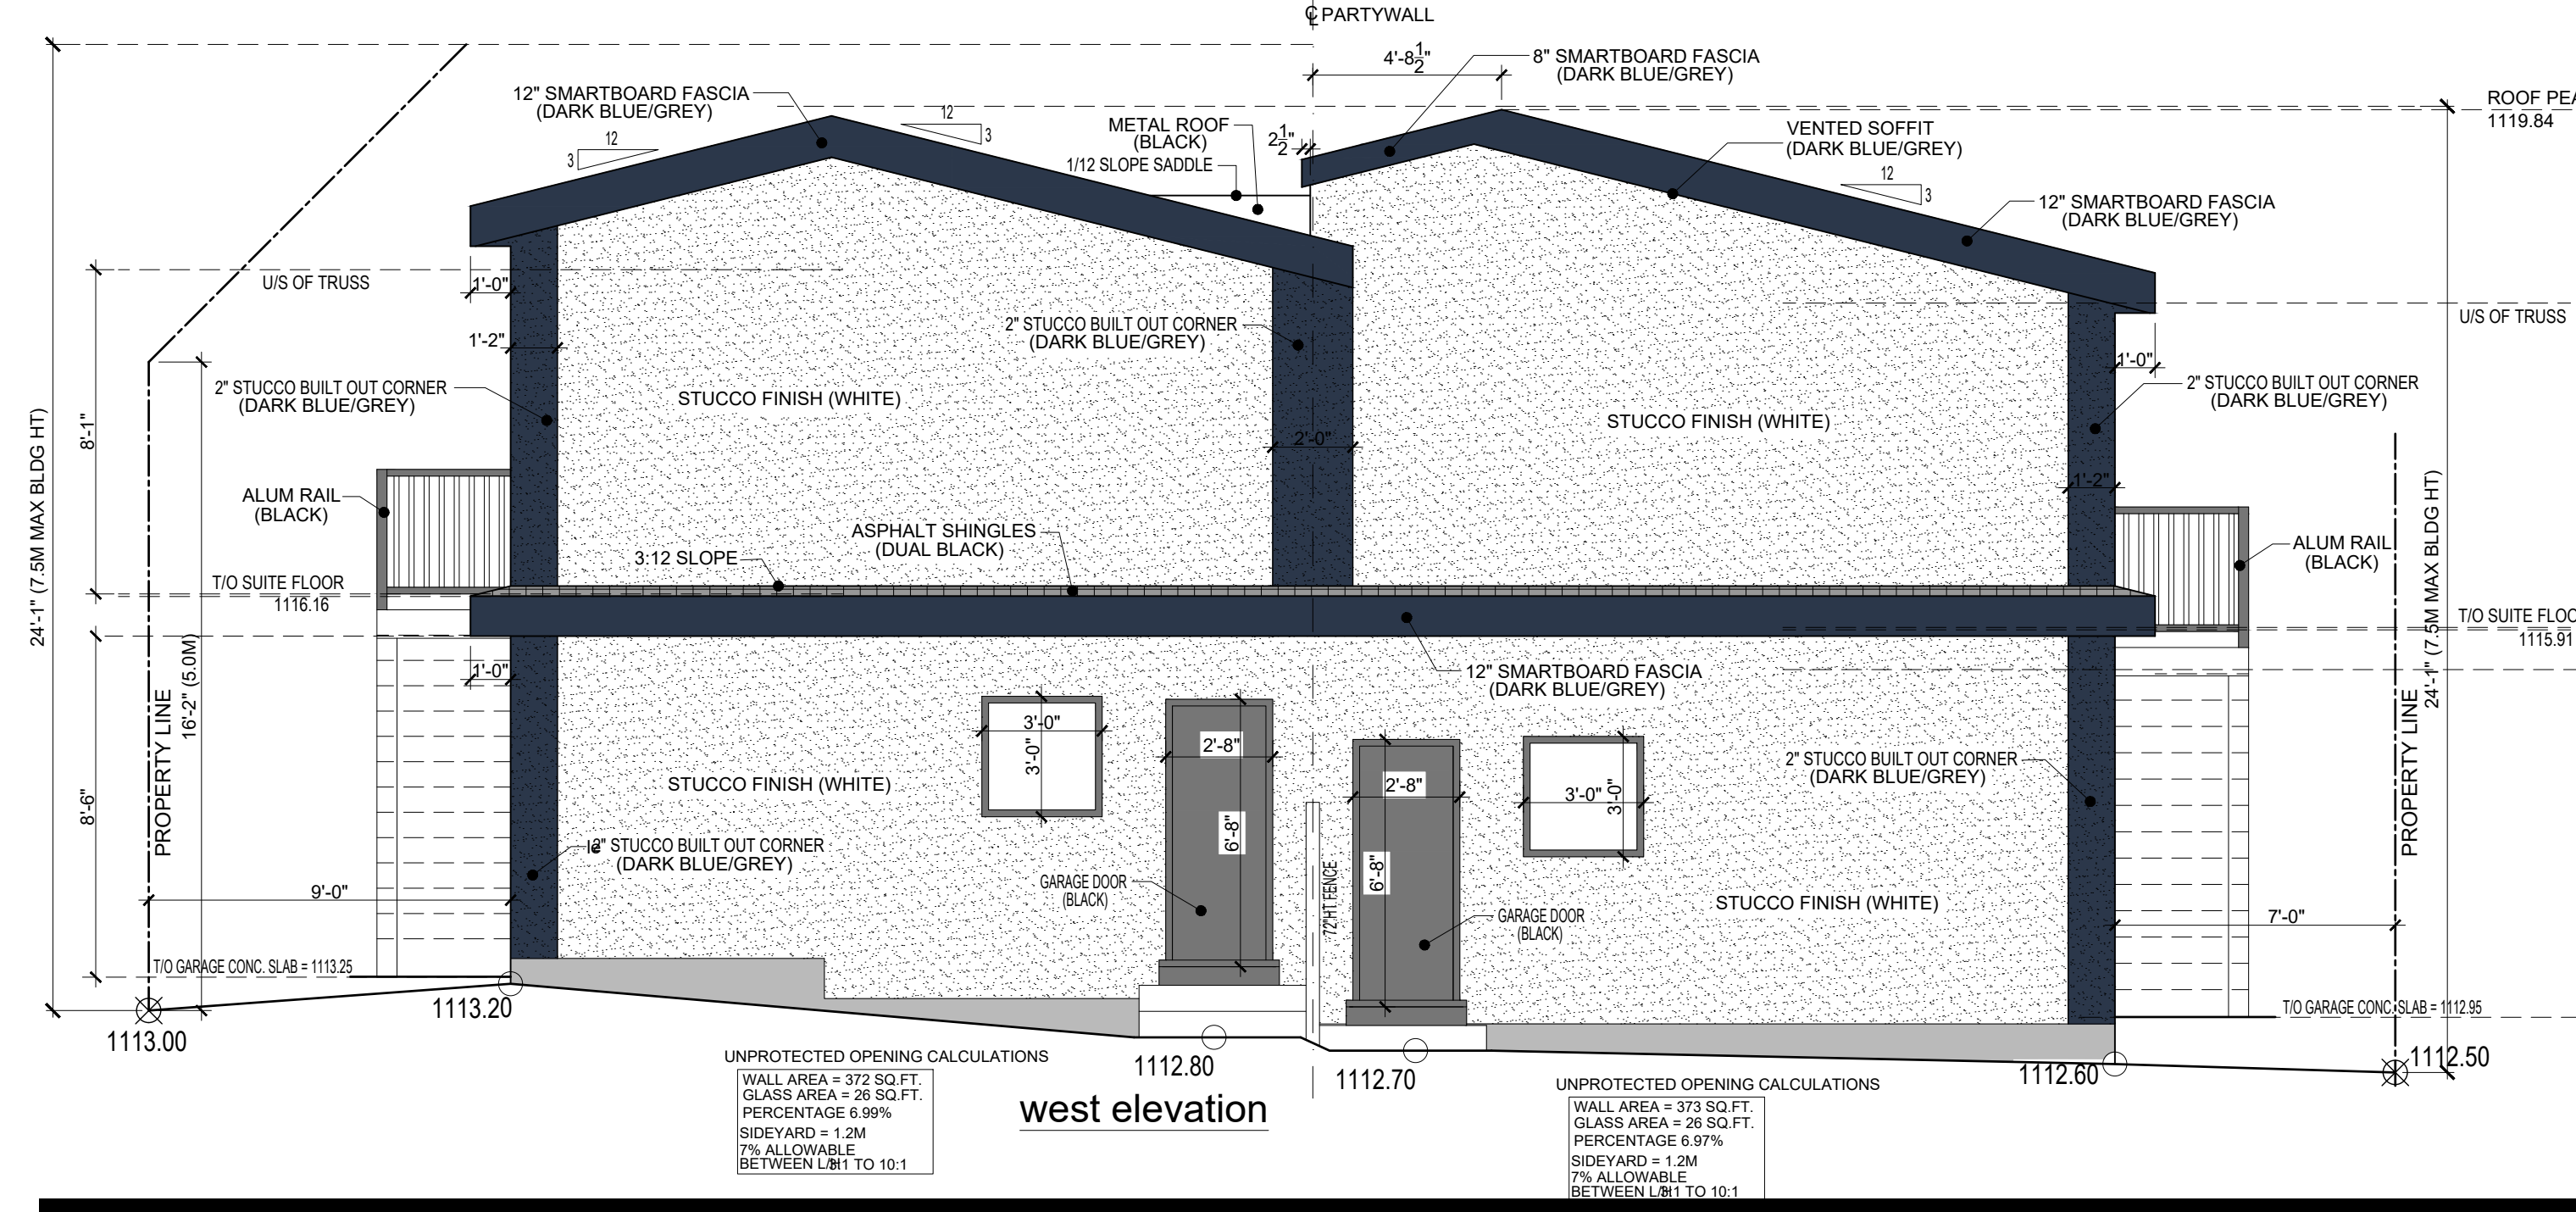 ℄ PARTYWALL
4'-8½"
8" SMARTBOARD FASCIA
(DARK BLUE/GREY)
12" SMARTBOARD FASCIA
(DARK BLUE/GREY)
12
3
12
3
METAL ROOF
(BLACK)
1/12 SLOPE SADDLE
2½"
VENTED SOFFIT
(DARK BLUE/GREY)
12
3
12" SMARTBOARD FASCIA
(DARK BLUE/GREY)
1119.84
U/S OF TRUSS
1'-0"
1'-2"
2" STUCCO BUILT OUT CORNER
(DARK BLUE/GREY)
U/S OF TRUSS
1'-0"
2" STUCCO BUILT OUT CORNER
(DARK BLUE/GREY)
STUCCO FINISH (WHITE)
2" STUCCO BUILT OUT CORNER
(DARK BLUE/GREY)
STUCCO FINISH (WHITE)
2'-0"
1'-2"
24'-1" (7.5M MAX BLDG HT)
8'-1"
24'-1" (7.5M MAX BLDG HT)
ALUM RAIL
(BLACK)
3:12 SLOPE
ASPHALT SHINGLES
(DUAL BLACK)
ALUM RAIL
(BLACK)
T/O SUITE FLOOR
1116.16
T/O SUITE FLOO
1115.91
1'-0"
12" SMARTBOARD FASCIA
(DARK BLUE/GREY)
PROPERTY LINE
16'-2" (5.0M)
8'-6"
3'-0"
3'-0"
2'-8"
6'-8"
2'-8"
6'-8"
3'-0"
3'-0"
2" STUCCO BUILT OUT CORNER
(DARK BLUE/GREY)
PROPERTY LINE
STUCCO FINISH (WHITE)
2" STUCCO BUILT OUT CORNER
(DARK BLUE/GREY)
GARAGE DOOR
(BLACK)
72" HT FENCE
GARAGE DOOR
(BLACK)
STUCCO FINISH (WHITE)
9'-0"
7'-0"
T/O GARAGE CONC. SLAB = 1113.25
T/O GARAGE CONC. SLAB = 1112.95
1113.00
1113.20
1112.80
1112.70
1112.60
1112.50
UNPROTECTED OPENING CALCULATIONS
WALL AREA = 372 SQ.FT.
GLASS AREA = 26 SQ.FT.
PERCENTAGE 6.99%
SIDEYARD = 1.2M
7% ALLOWABLE
BETWEEN L/H 3:1 TO 10:1
west elevation
UNPROTECTED OPENING CALCULATIONS
WALL AREA = 373 SQ.FT.
GLASS AREA = 26 SQ.FT.
PERCENTAGE 6.97%
SIDEYARD = 1.2M
7% ALLOWABLE
BETWEEN L/H 3:1 TO 10:1